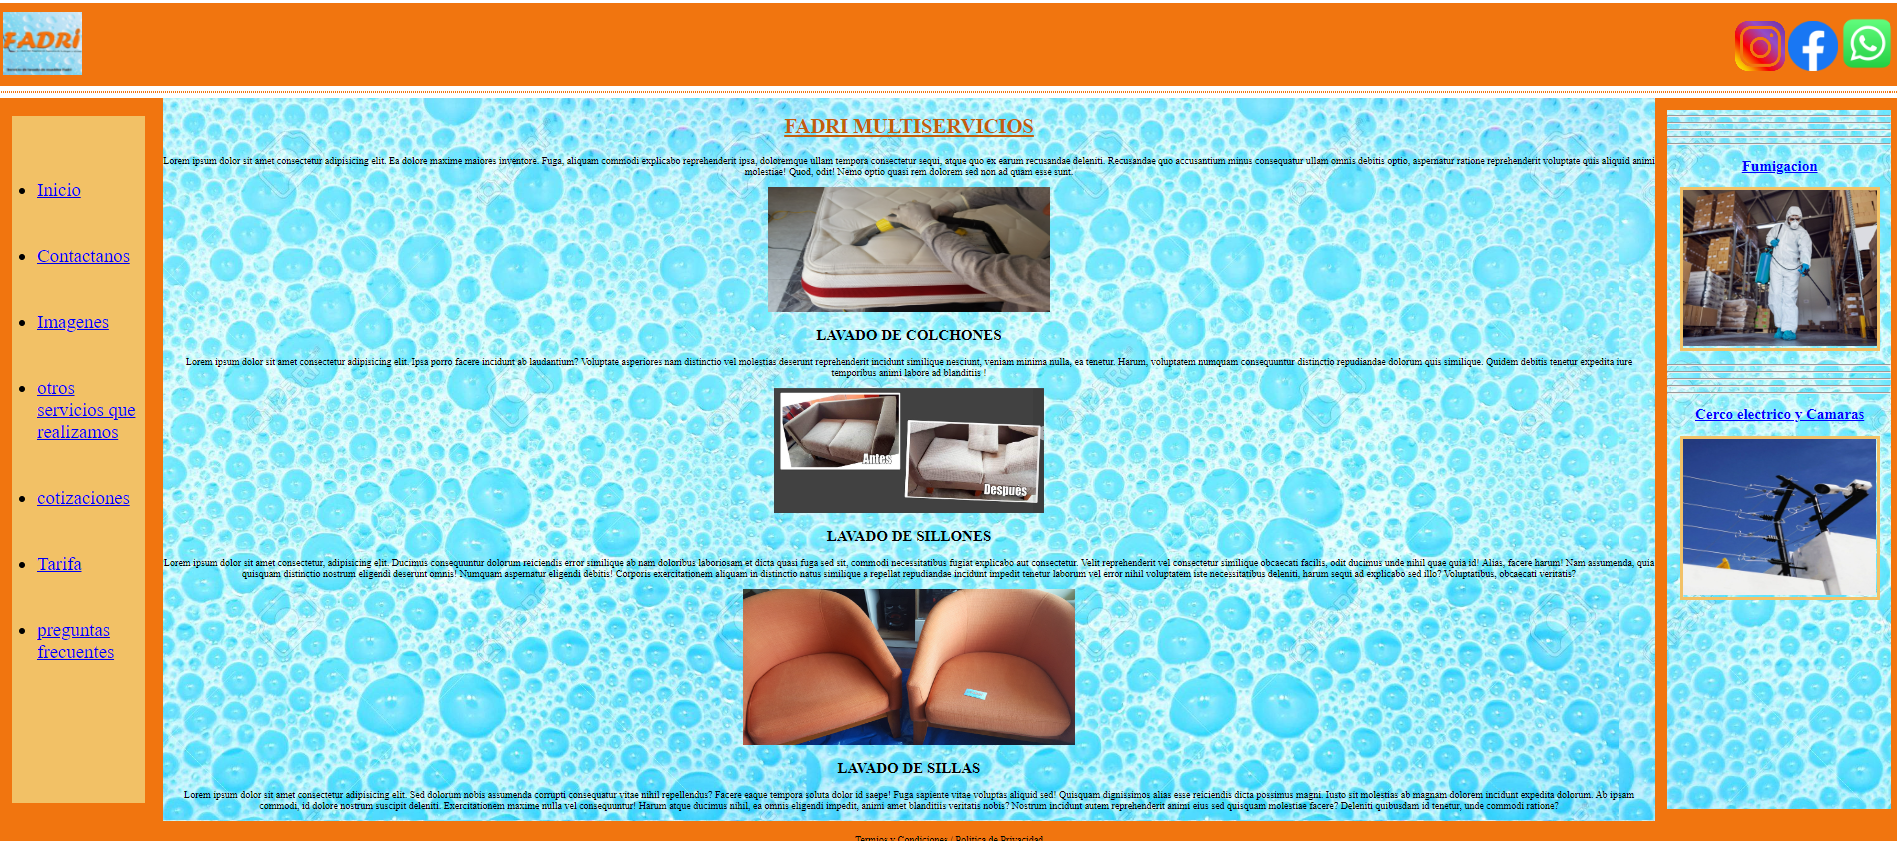 FADRI
FADRI MULTISERVICIOS
Lorem ipsum dolor sit amet consectetur adipisicing elit. Ea dolore maxime maiores inventore. Fuga, aliquam commodi explicabo reprehenderit ipsa, doloremque ullam tempora consectetur sequi, atque quo ex earum recusandae deleniti. Recusandae quo accusantium minus consequatur ullam omnis debitis optio, aspernatur ratione reprehenderit voluptate quis aliquid animi
molestiae! Quod, odit! Nemo optio quasi rem dolorem sed non ad quam esse sunt.
LAVADO DE COLCHONES
Lorem ipsum dolor sit amet consectetur adipisicing elit. Ipsa porro facere incidunt ab laudantium? Voluptate asperiores nam distinctio vel molestias deserunt reprehenderit incidunt similique nesciunt, veniam minima nulla, ea tenetur. Harum, voluptatem numquam consequuntur distinctio repudiandae dolorum quis similique. Quidem debitis tenetur expedita iure
temporibus animi labore ad blanditiis !
Antes
Despues
LAVADO DE SILLONES
Lorem ipsum dolor sit amet consectetur, adipisicing elit. Ducimus consequuntur dolorum reiciendis error similique ab nam doloribus laboriosam et dicta quasi fuga sed sit, commodi necessitatibus fugiat explicabo aut consectetur. Velit reprehenderit vel consectetur similique obcaecati facilis, odit ducimus unde nihil quae quia id! Alias, facere harum! Nam assumenda, quia
quisquam distinctio nostrum eligendi deserunt omnis! Numquam aspernatur eligendi debitis! Corporis exercitationem aliquam in distinctio natus similique a repellat repudiandae incidunt impedit tenetur laborum vel error nihil voluptatem iste necessitatibus deleniti, harum sequi ad explicabo sed illo? Voluptatibus, obcaecati veritatis?
LAVADO DE SILLAS
Lorem ipsum dolor sit amet consectetur adipisicing elit. Sed dolorum nobis assumenda corrupti consequatur vitae nihil repellendus? Facere eaque tempora soluta dolor id saepe! Fuga sapiente vitae voluptas aliquid sed! Quisquam dignissimos alias esse reiciendis dicta possimus magni. Iusto sit molestias ab magnam dolorem incidunt expedita dolorum. Ab ipsam
commodi, id dolore nostrum suscipit deleniti. Exercitationem maxime nulla vel consequuntur! Harum atque ducimus nihil, ea omnis eligendi impedit, animi amet blanditiis veritatis nobis? Nostrum incidunt autem reprehenderit animi eius sed quisquam molestiae facere? Deleniti quibusdam id tenetur, unde commodi ratione?
Inicio
Contactanos
Imagenes
otros
servicios que
realizamos
cotizaciones
Tarifa
preguntas
frecuentes
Fumigacion
Cerco electrico y Camaras
Termios y Condiciones / Politica de Privacidad